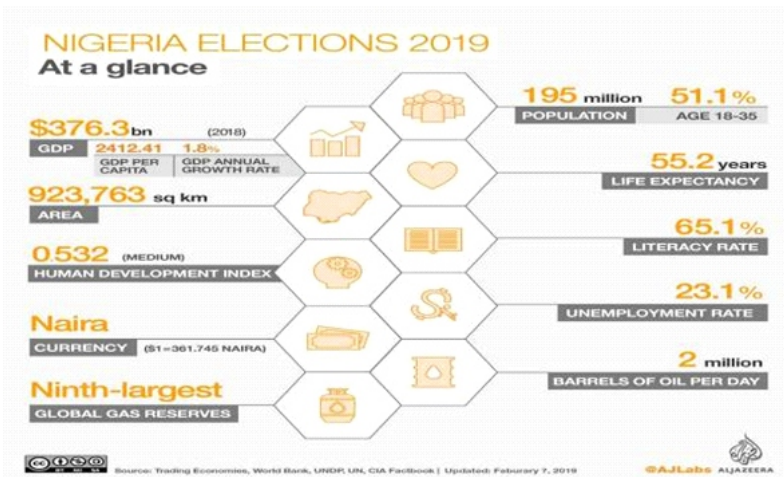 NIGERIA ELECTIONS 2019
At a glance
$376.3bn (2018)
GDP 2412.41 1.8%
GDP PER CAPITA GDP ANNUAL GROWTH RATE
923,763 sq km
AREA
0.532 (MEDIUM)
HUMAN DEVELOPMENT INDEX
Naira
CURRENCY ($1=361.745 NAIRA)
Ninth-largest
GLOBAL GAS RESERVES
195 million 51.1%
POPULATION AGE 18-35
55.2 years
LIFE EXPECTANCY
65.1%
LITERACY RATE
23.1%
UNEMPLOYMENT RATE
2 million
BARRELS OF OIL PER DAY
BY NC SA
Source: Trading Economies, World Bank, UNDP, UN, CIA Factbook | Updated: Feburary 7, 2019
@AJLabs ALJAZEERA